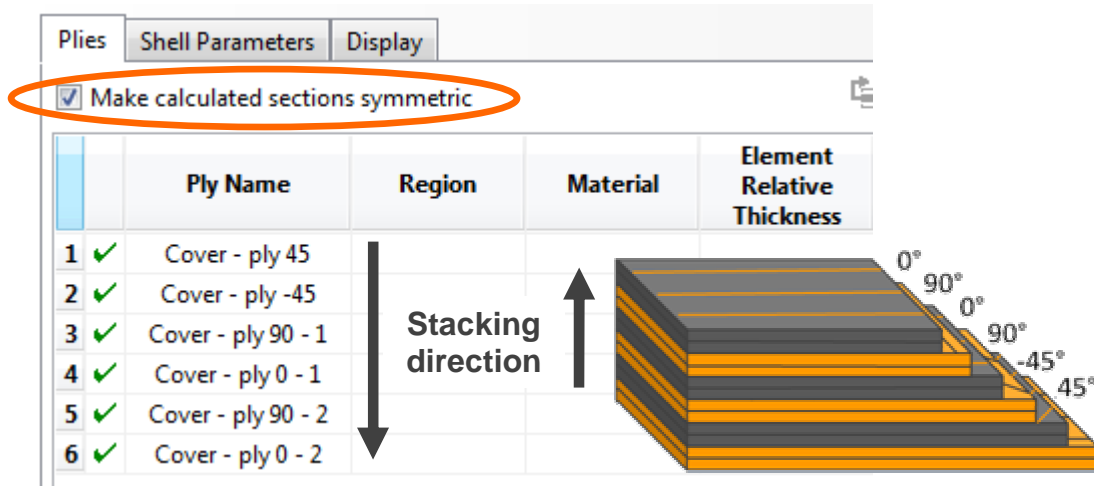 Plies Shell Parameters Display
Make calculated sections symmetric
Ply Name Region Material Element Relative Thickness
1 Cover - ply 45
2 Cover - ply -45
3 Cover - ply 90 - 1
4 Cover - ply 0 - 1
5 Cover - ply 90 - 2
6 Cover - ply 0 - 2
Stacking
direction
0°
90°
0°
90°
-45°
45°